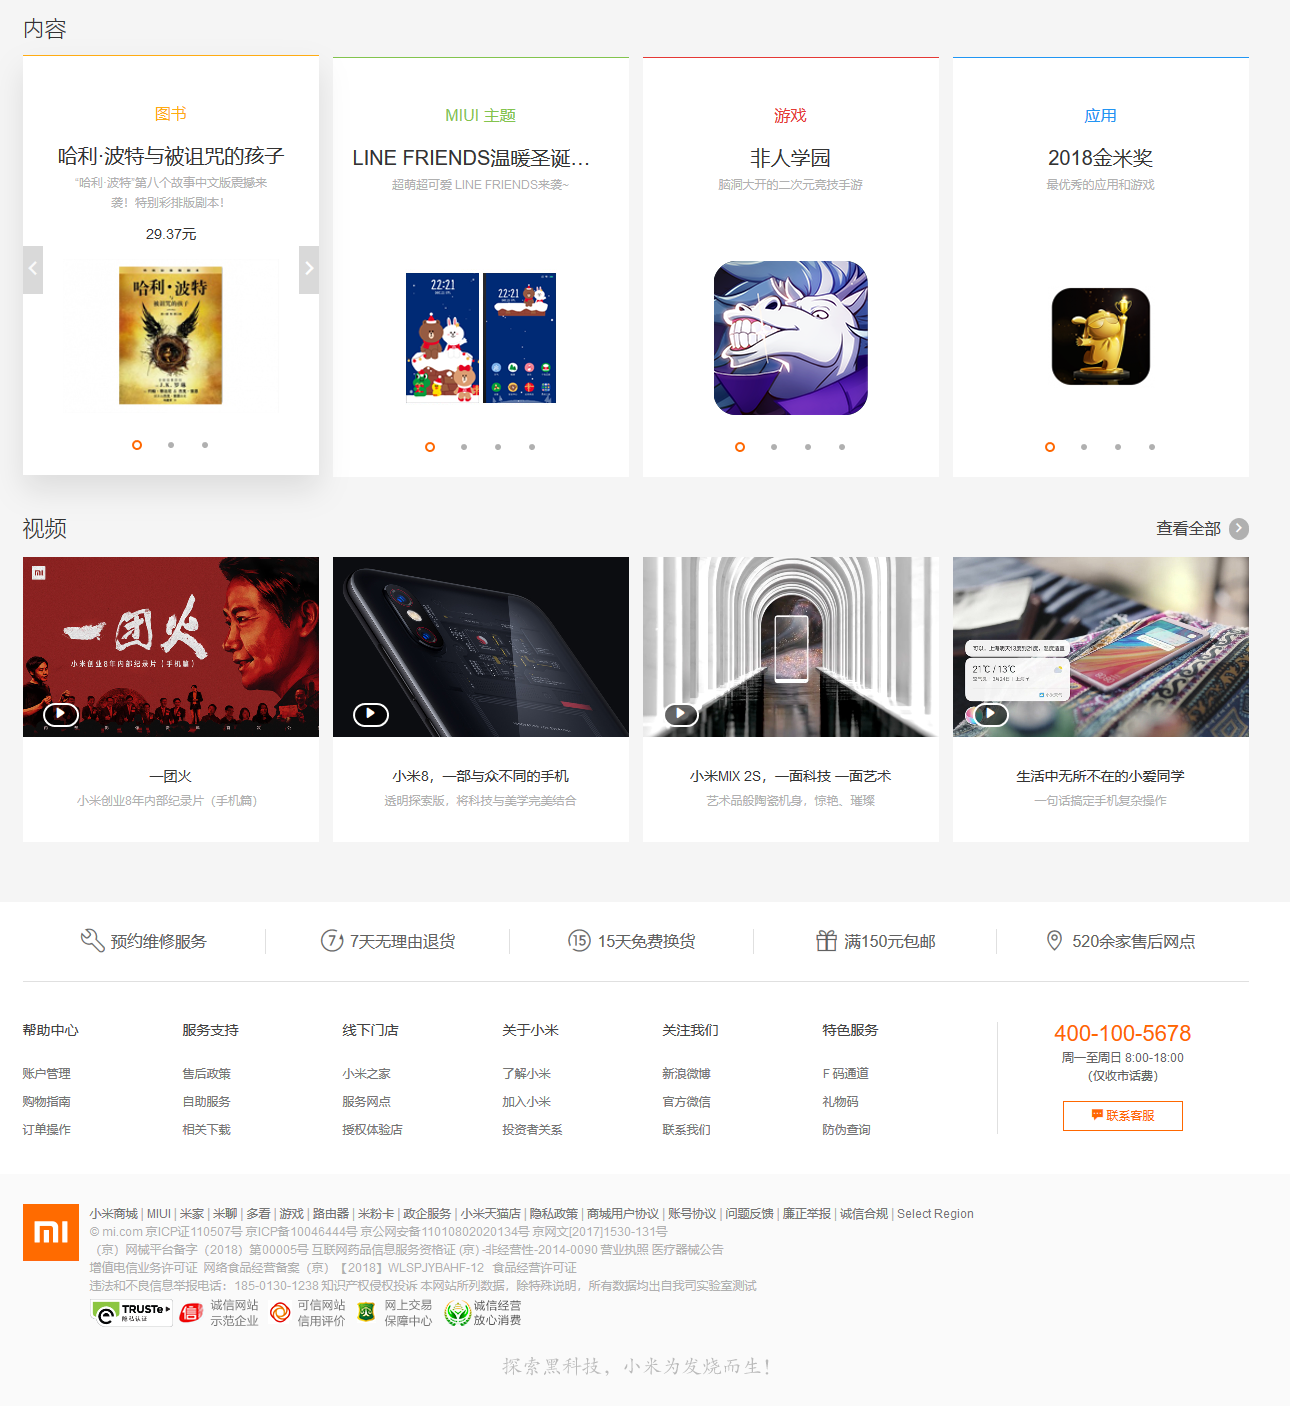 内容
图书
哈利·波特与被诅咒的孩子
“哈利·波特”第八个故事中文版震撼来
袭！特别彩排版剧本！
29.37元
哈利·波特
被诅咒的孩子
MIUI 主题
LINE FRIENDS温暖圣诞…
超萌超可爱 LINE FRIENDS来袭~
22:21
22:21
游戏
非人学园
脑洞大开的二次元竞技手游
应用
2018金米奖
最优秀的应用和游戏
视频
查看全部
一团火
小米创业8年内部纪录片（手机篇）
21℃ / 13℃
一团火
小米创业8年内部纪录片（手机篇）
小米8，一部与众不同的手机
透明探索版，将科技与美学完美结合
小米MIX 2S，一面科技 一面艺术
艺术品般陶瓷机身，惊艳、璀璨
生活中无所不在的小爱同学
一句话搞定手机复杂操作
预约维修服务
7天无理由退货
15天免费换货
满150元包邮
520余家售后网点
帮助中心
账户管理
购物指南
订单操作
服务支持
售后政策
自助服务
相关下载
线下门店
小米之家
服务网点
授权体验店
关于小米
了解小米
加入小米
投资者关系
关注我们
新浪微博
官方微信
联系我们
特色服务
F 码通道
礼物码
防伪查询
400-100-5678
周一至周日 8:00-18:00
（仅收市话费）
联系客服
小米商城 | MIUI | 米家 | 米聊 | 多看 | 游戏 | 路由器 | 米粉卡 | 政企服务 | 小米天猫店 | 隐私政策 | 商城用户协议 | 账号协议 | 问题反馈 | 廉正举报 | 诚信合规 | Select Region
© mi.com 京ICP证110507号 京ICP备10046444号 京公网安备11010802020134号 京网文[2017]1530-131号
（京）网械平台备字（2018）第00005号 互联网药品信息服务资格证 (京) -非经营性-2014-0090 营业执照 医疗器械公告
增值电信业务许可证 网络食品经营备案（京）【2018】WLSPJYBAHF-12 食品经营许可证
违法和不良信息举报电话：185-0130-1238 知识产权侵权投诉 本网站所列数据，除特殊说明，所有数据均出自我司实验室测试
TRUSTe
隐私认证
诚信网站
示范企业
可信网站
信用评价
网上交易
保障中心
诚信经营
放心消费
探索黑科技，小米为发烧而生！